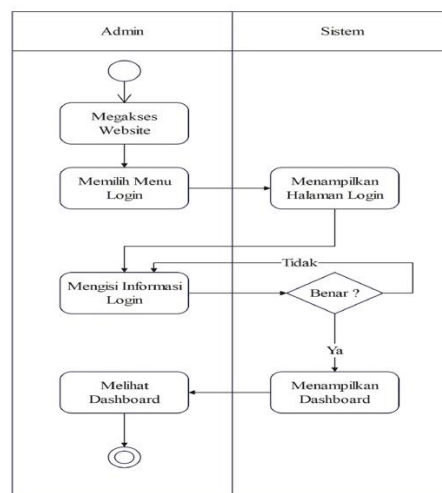 Admin
Sistem
Megakses
Website
Memilih Menu
Login
Menampilkan
Halaman Login
Tidak
Mengisi Informasi
Login
Benar ?
Ya
Melihat
Dashboard
Menampilkan
Dashboard